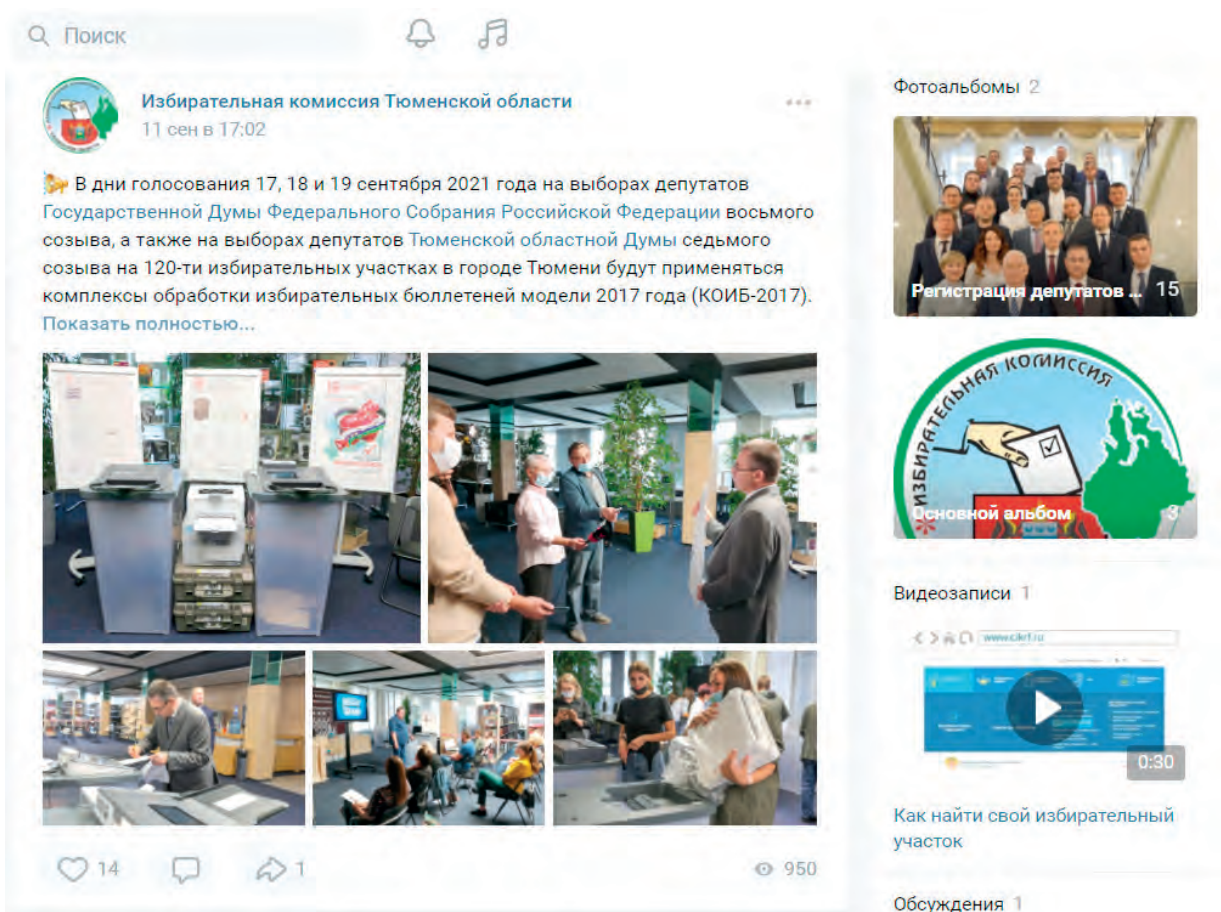 Поиск
Избирательная комиссия Тюменской области
11 сен в 17:02
В дни голосования 17, 18 и 19 сентября 2021 года на выборах депутатов
Государственной Думы Федерального Собрания Российской Федерации восьмого
созыва, а также на выборах депутатов Тюменской областной Думы седьмого
созыва на 120-ти избирательных участках в городе Тюмени будут применяться
комплексы обработки избирательных бюллетеней модели 2017 года (КОИБ-2017).
Показать полностью...
14
1
950
Фотоальбомы 2
Регистрация депутатов ... 15
ИЗБИРАТЕЛЬНАЯ КОМИССИЯ
Основной альбом 3
Видеозаписи 1
www.cikrf.ru
0:30
Как найти свой избирательный
участок
Обсуждения 1